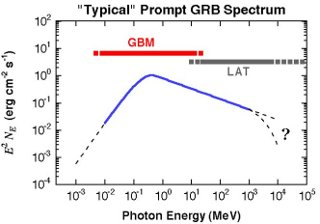 "Typical" Prompt GRB Spectrum
10² 
10¹
10⁰
10⁻¹
10⁻²
10⁻³
10⁻⁴
E² N_E (erg cm⁻² s⁻¹)
GBM
LAT
?
10⁻³ 10⁻² 10⁻¹ 10⁰ 10¹ 10² 10³ 10⁴ 10⁵
Photon Energy (MeV)